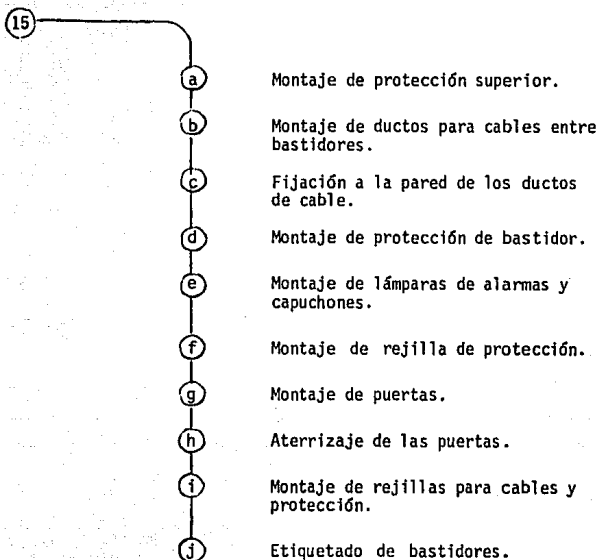 15
a Montaje de protección superior.
b Montaje de ductos para cables entre
bastidores.
c Fijación a la pared de los ductos
de cable.
d Montaje de protección de bastidor.
e Montaje de lámparas de alarmas y
capuchones.
f Montaje de rejilla de protección.
g Montaje de puertas.
h Aterrizaje de las puertas.
i Montaje de rejillas para cables y
protección.
j Etiquetado de bastidores.